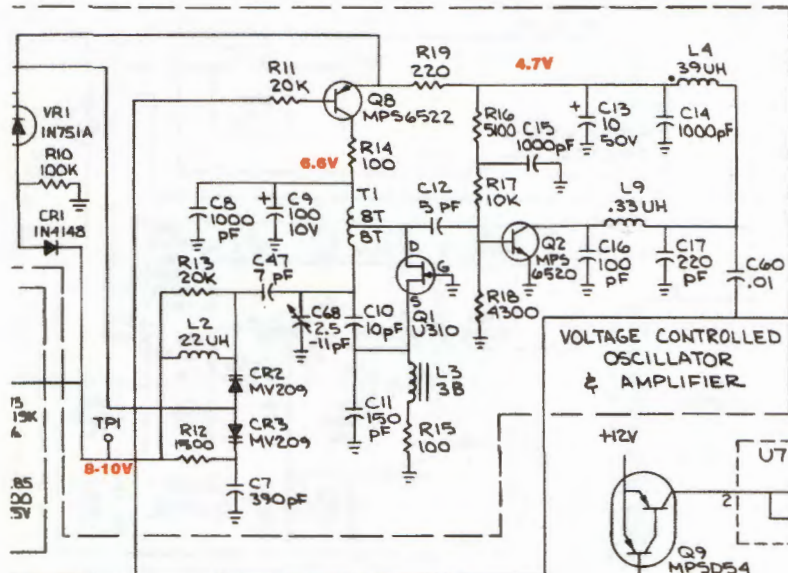 R19
220
4.7V
L4
39UH
R11
20K
Q8
MPS6522
VR1
IN751A
R10
100K
CR1
IN4148
R14
100
6.6V
R16
5100
C15
1000pF
C13
10
50V
C14
1000pF
C8
1000
pF
C9
100
10V
T1
8T
8T
C12
5pF
R17
10K
L9
.33UH
R13
20K
C47
7 pF
D
G
S
Q1
U310
Q2
MPS
6520
C16
100
pF
C17
220
pF
C60
.01
C68
2.5
-11pF
C10
10pF
R18
4300
L2
22UH
CR2
MV209
CR3
MV209
L3
3B
C11
150
pF
R15
100
VOLTAGE CONTROLLED
OSCILLATOR
& AMPLIFIER
TP1
R12
1500
8-10V
C7
390pF
+12V
U7
2
Q9
MPSD54